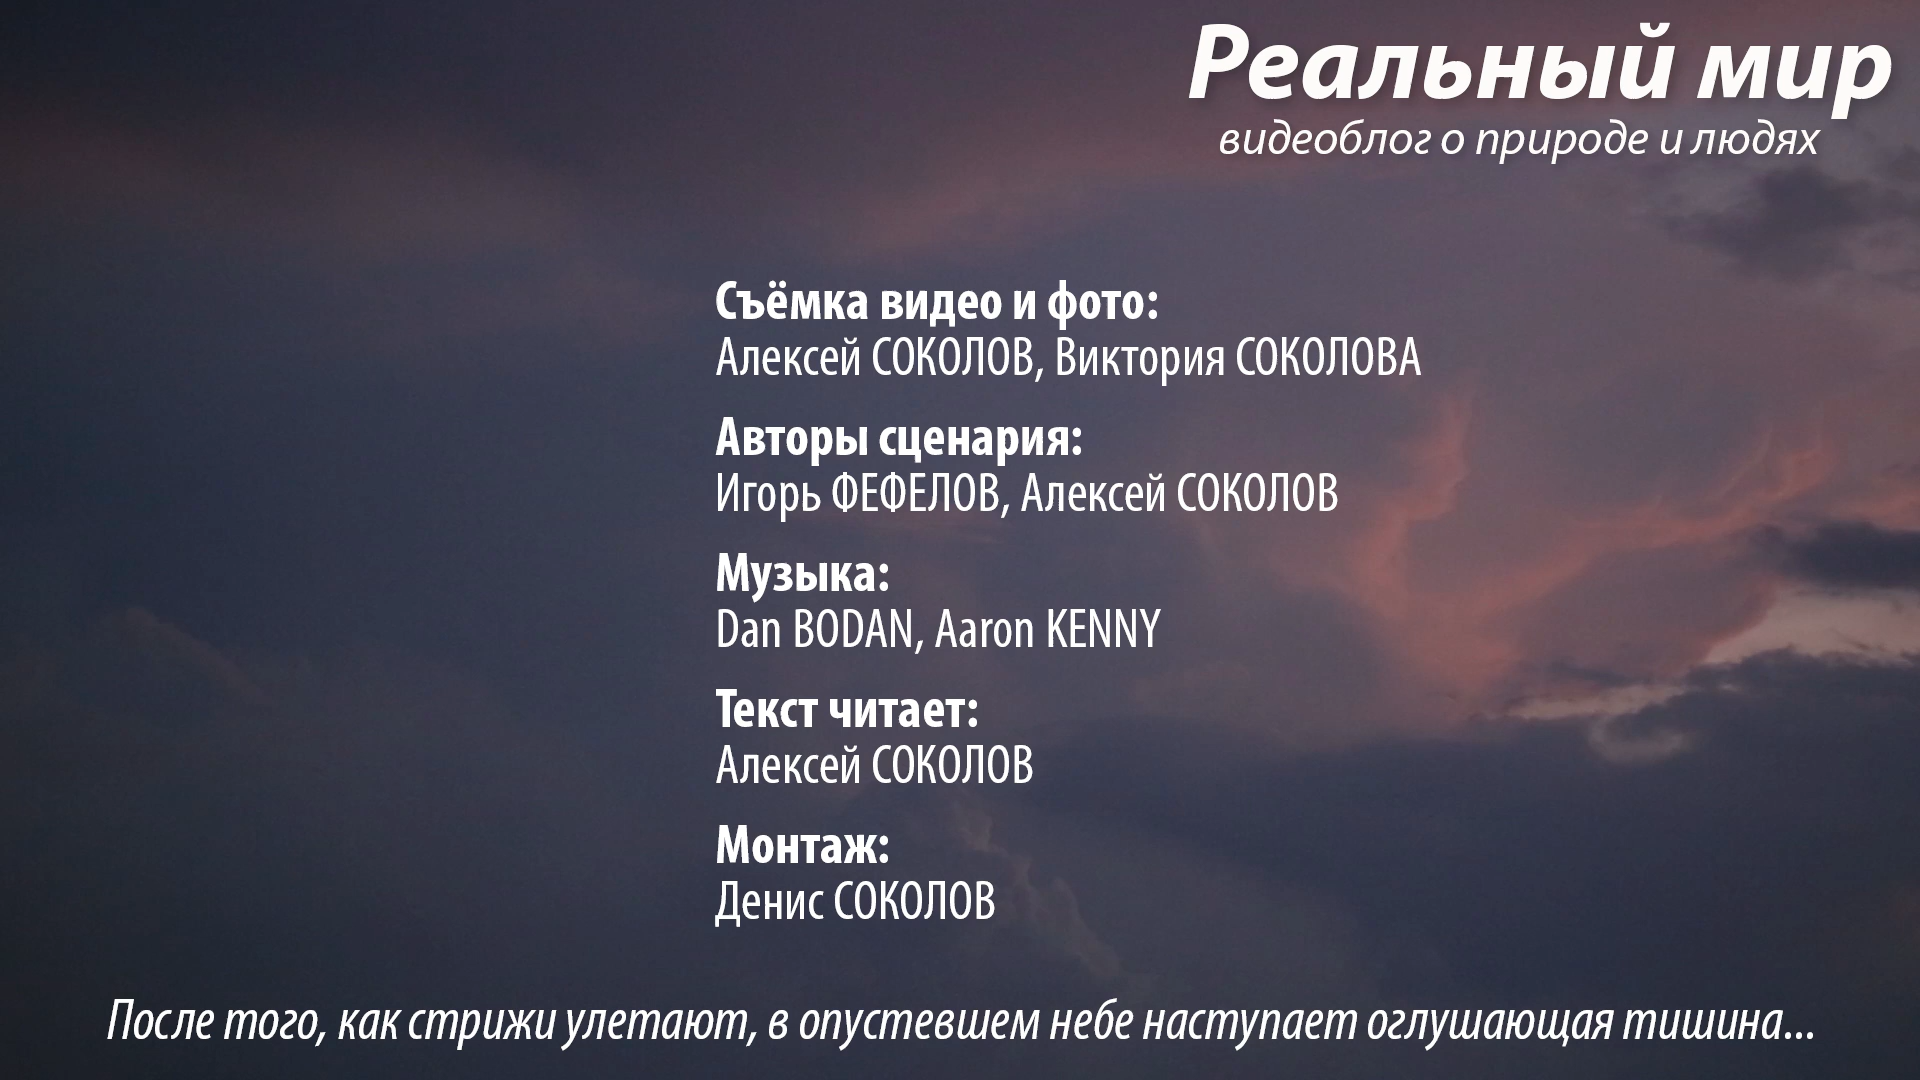 Реальный мир
видеоблог о природе и людях
Съёмка видео и фото:
Алексей СОКОЛОВ, Виктория СОКОЛОВА
Авторы сценария:
Игорь ФЕФЕЛОВ, Алексей СОКОЛОВ
Музыка:
Dan BODAN, Aaron KENNY
Текст читает:
Алексей СОКОЛОВ
Монтаж:
Денис СОКОЛОВ
После того, как стрижи улетают, в опустевшем небе наступает оглушающая тишина...